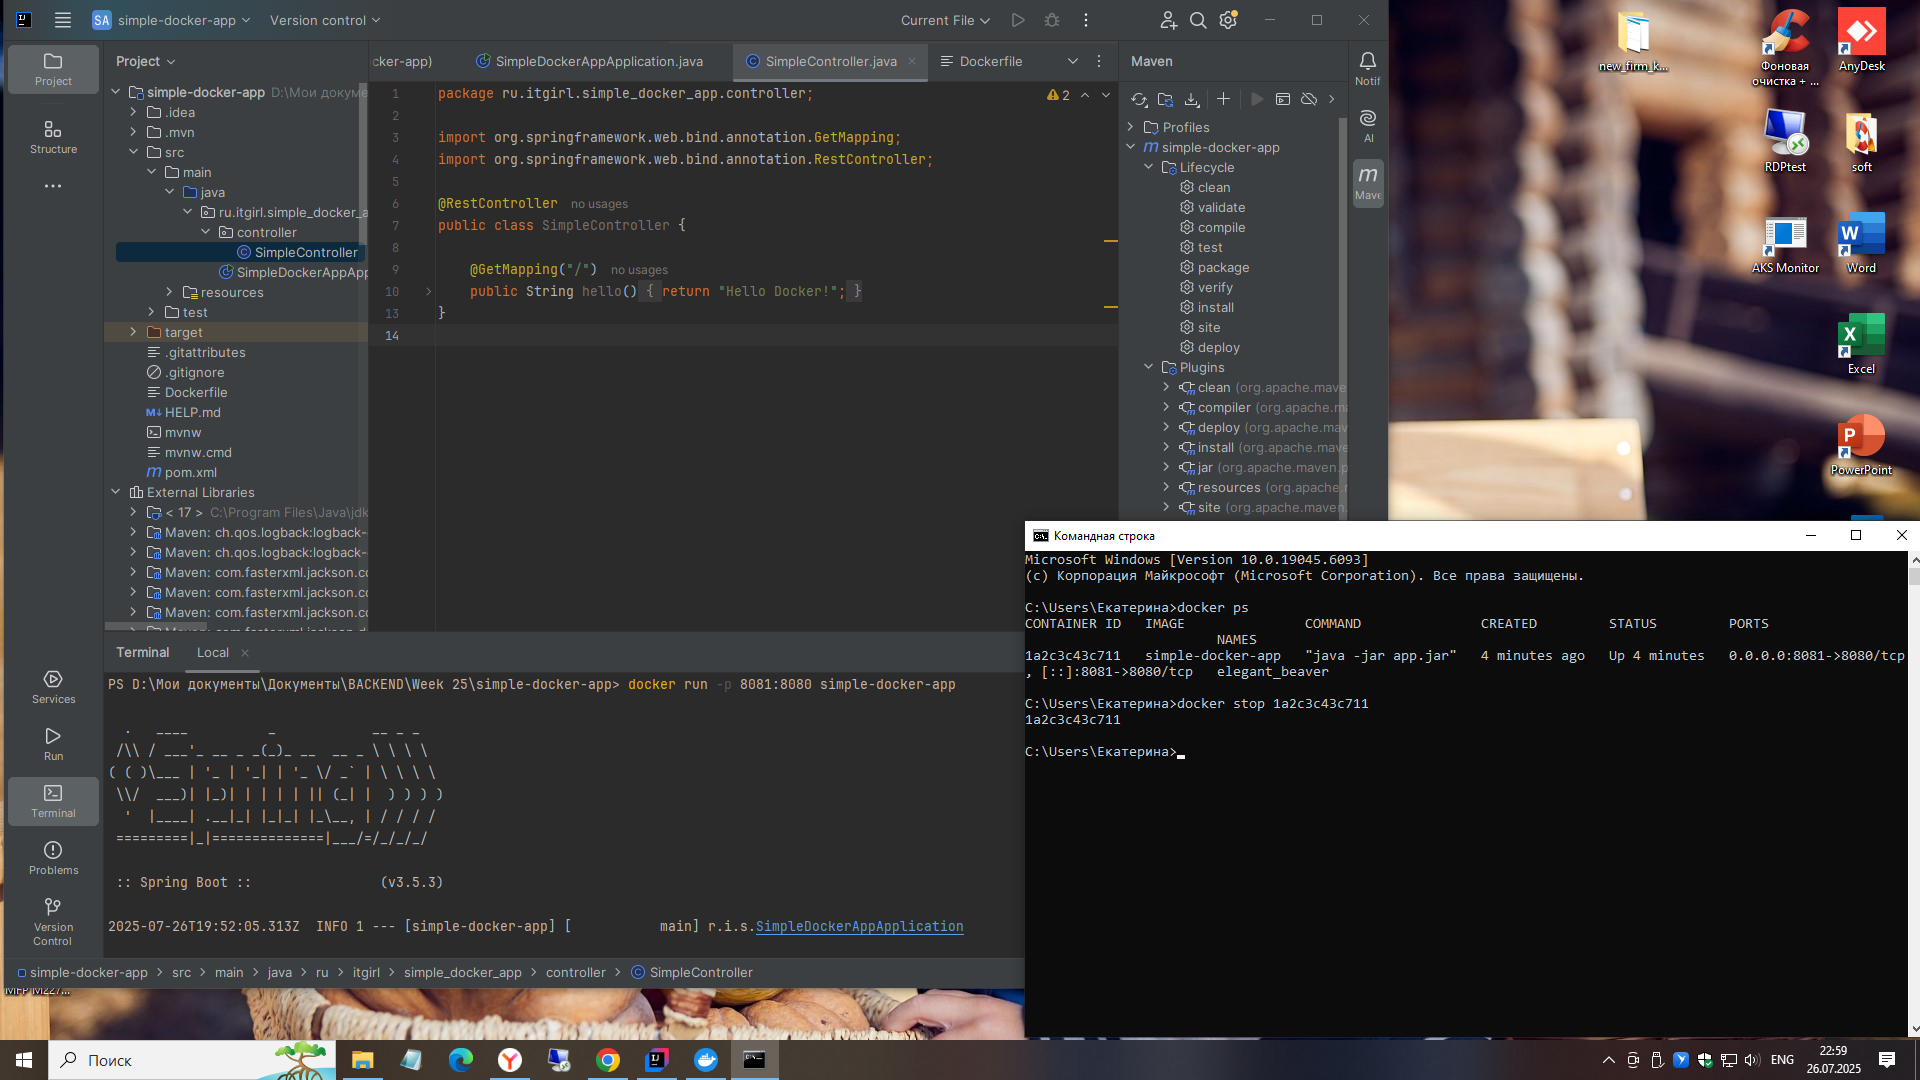 SA simple-docker-app Version control
Current File
cker-app) SimpleDockerAppApplication.java SimpleController.java Dockerfile
Project
Project
simple-docker-app D:\Мои докуме
.idea
.mvn
src
main
java
ru.itgirl.simple_docker_a
controller
SimpleController
SimpleDockerAppApp
resources
test
target
.gitattributes
.gitignore
Dockerfile
HELP.md
mvnw
mvnw.cmd
pom.xml
External Libraries
< 17 > C:\Program Files\Java\jdk
Maven: ch.qos.logback:logback-
Maven: ch.qos.logback:logback-
Maven: com.fasterxml.jackson.co
Maven: com.fasterxml.jackson.co
Maven: com.fasterxml.jackson.co
Structure
Services
Run
Terminal
Problems
Version
Control
1 package ru.itgirl.simple_docker_app.controller;
2
3 import org.springframework.web.bind.annotation.GetMapping;
4 import org.springframework.web.bind.annotation.RestController;
5
6 @RestController no usages
7 public class SimpleController {
8
9 @GetMapping("/") no usages
10 public String hello() { return "Hello Docker!"; }
13 }
14
2
Maven
Profiles
simple-docker-app
Lifecycle
clean
validate
compile
test
package
verify
install
site
deploy
Plugins
clean (org.apache.mave
compiler (org.apache.ma
deploy (org.apache.mav
install (org.apache.mave
jar (org.apache.maven.p
resources (org.apache.r
site (org.apache.maven.
Notif
AI
Mave
Terminal Local
PS D:\Мои документы\Документы\BACKEND\Week 25\simple-docker-app> docker run -p 8081:8080 simple-docker-app
  .   ____          _            __ _ _
 /\\ / ___'_ __ _ _(_)_ __  __ _ \ \ \ \
( ( )\___ | '_ | '_| | '_ \/ _` | \ \ \ \
 \\/  ___)| |_)| | | | | || (_| |  ) ) ) )
  '  |____| .__|_| |_|_| |_\__, | / / / /
 =========|_|==============|___/=/_/_/_/
:: Spring Boot :: (v3.5.3)
2025-07-26T19:52:05.313Z INFO 1 --- [simple-docker-app] [ main] r.i.s.SimpleDockerAppApplication
simple-docker-app > src > main > java > ru > itgirl > simple_docker_app > controller > SimpleController
Командная строка
Microsoft Windows [Version 10.0.19045.6093]
(c) Корпорация Майкрософт (Microsoft Corporation). Все права защищены.
C:\Users\Екатерина>docker ps
CONTAINER ID IMAGE COMMAND CREATED STATUS PORTS
NAMES
1a2c3c43c711 simple-docker-app "java -jar app.jar" 4 minutes ago Up 4 minutes 0.0.0.0:8081->8080/tcp
, [::]:8081->8080/tcp elegant_beaver
C:\Users\Екатерина>docker stop 1a2c3c43c711
1a2c3c43c711
C:\Users\Екатерина>
new_firm_k...
Фоновая
очистка + ...
AnyDesk
RDPtest
soft
AKS Monitor
Word
Excel
PowerPoint
Поиск
ENG
22:59
26.07.2025